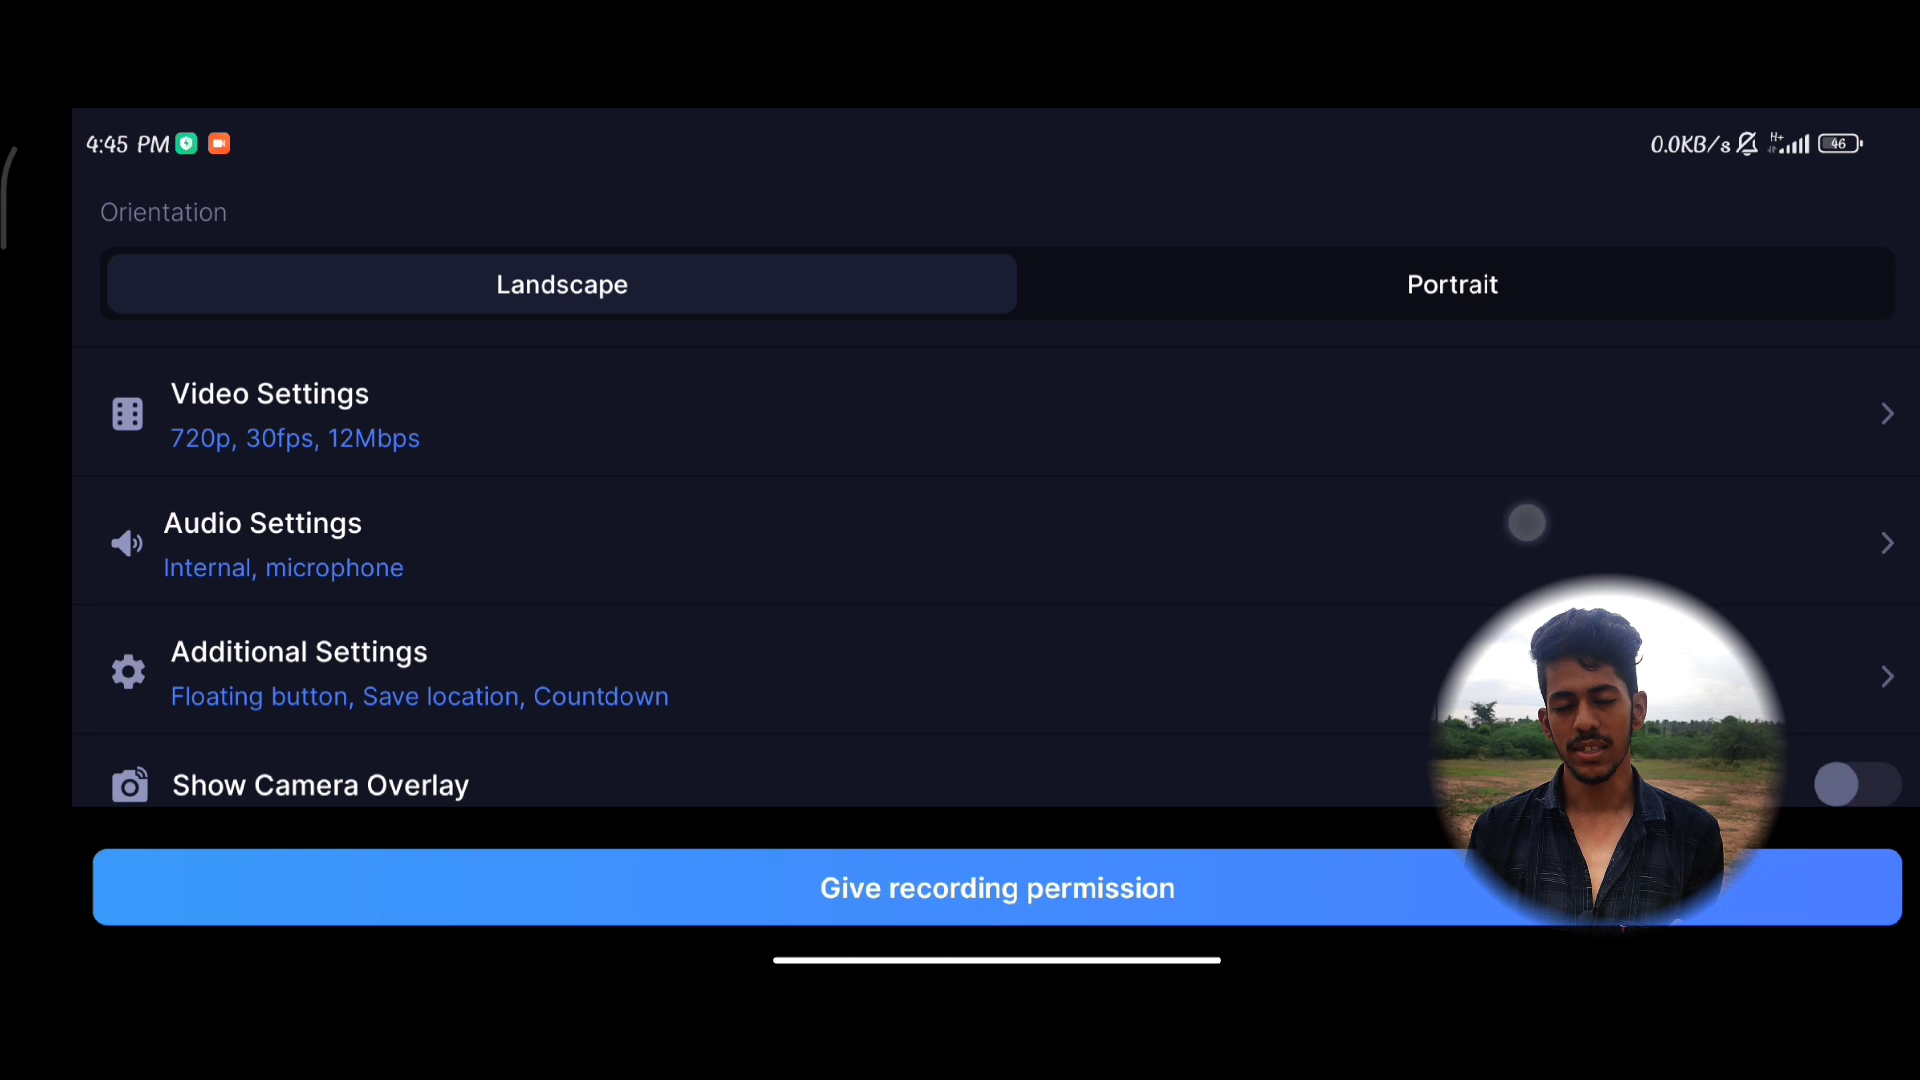 4:45 PM
0.0KB/s H+ 46
Orientation
Landscape
Portrait
Video Settings
720p, 30fps, 12Mbps
Audio Settings
Internal, microphone
Additional Settings
Floating button, Save location, Countdown
Show Camera Overlay
Give recording permission